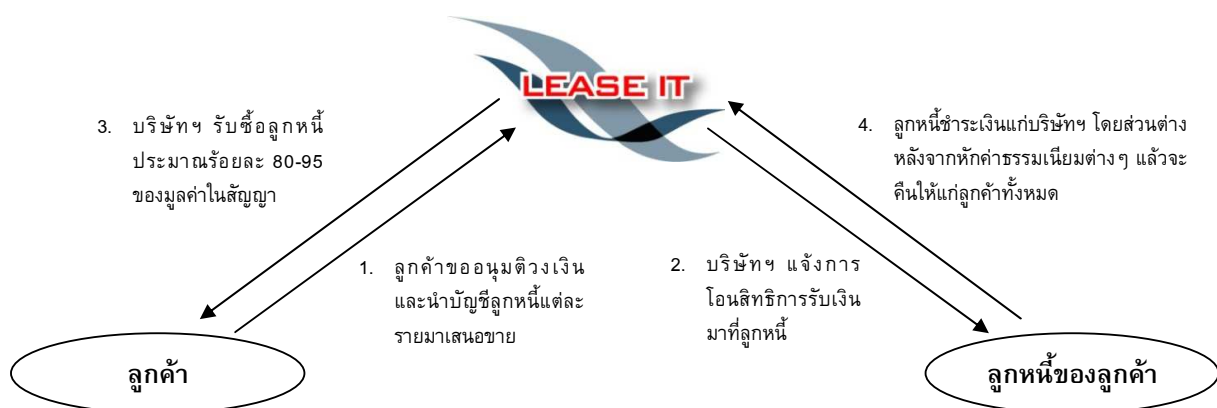 LEASE IT
3. บริษัทฯ รับซื้อลูกหนี้
ประมาณร้อยละ 80-95
ของมูลค่าในสัญญา
4. ลูกหนี้ชำระเงินแก่บริษัทฯ โดยส่วนต่าง
หลังจากหักค่าธรรมเนียมต่างๆ แล้วจะ
คืนให้แก่ลูกค้าทั้งหมด
1. ลูกค้าขออนุมติวงเงิน
และนำบัญชีลูกหนี้แต่ละ
รายมาเสนอขาย
2. บริษัทฯ แจ้งการ
โอนสิทธิการรับเงิน
มาที่ลูกหนี้
ลูกค้า
ลูกหนี้ของลูกค้า